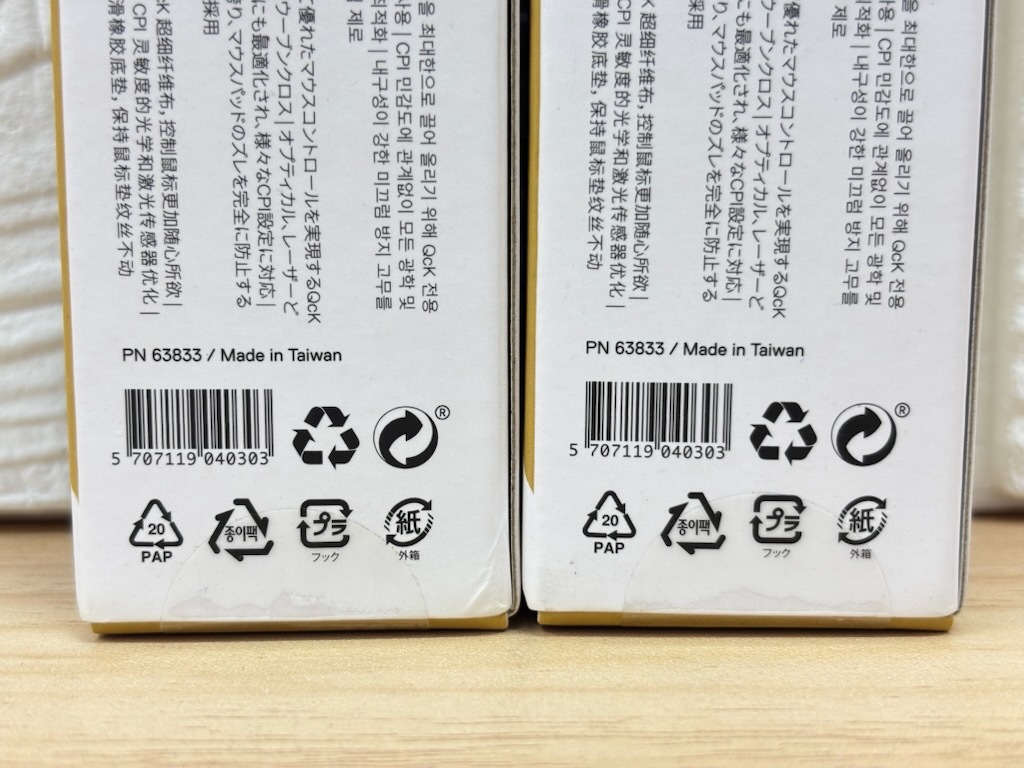 을 최대한으로 끌어 올리기 위해 QcK 전용
사용 | CPI 민감도에 관계없이 모든 광학 및
최적화 | 내구성이 강한 미끄럼 방지 고무를
제로
優れたマウスコントロールを実現するQcK
ウーブンクロス | オプティカル、レーザーど
にも最適化され、様々なCPI設定に対応 |
り、マウスパッドのズレを完全に防止する
採用
K 超细纤维布，控制鼠标更加随心所欲 |
CPI 灵敏度的光学和激光传感器优化 |
滑橡胶底垫，保持鼠标垫纹丝不动
PN 63833 / Made in Taiwan
5 707119 040303
®
20
PAP
종이팩
プラ
フック
紙
外箱
을 최대한으로 끌어 올리기 위해 QcK 전용
사용 | CPI 민감도에 관계없이 모든 광학 및
최적화 | 내구성이 강한 미끄럼 방지 고무를
제로
優れたマウスコントロールを実現するQcK
ウーブンクロス | オプティカル、レーザーど
にも最適化され、様々なCPI設定に対応 |
り、マウスパッドのズレを完全に防止する
採用
K 超细纤维布，控制鼠标更加随心所欲 |
CPI 灵敏度的光学和激光传感器优化 |
滑橡胶底垫，保持鼠标垫纹丝不动
PN 63833 / Made in Taiwan
5 707119 040303
®
20
PAP
종이팩
プラ
フック
紙
外箱